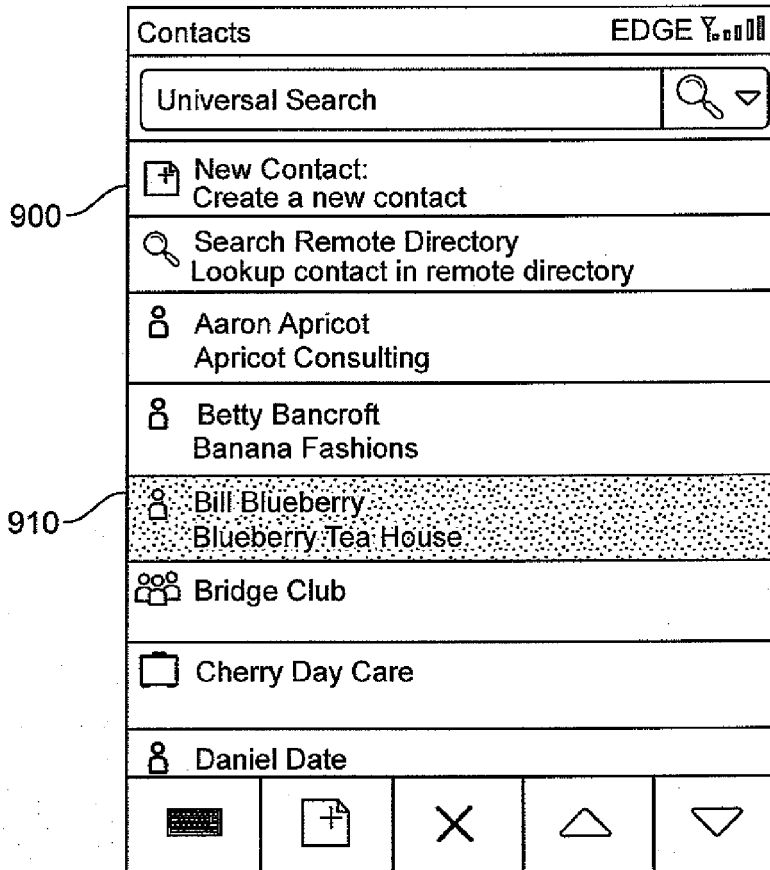 Contacts EDGE
Universal Search
New Contact:
Create a new contact
900
Search Remote Directory
Lookup contact in remote directory
Aaron Apricot
Apricot Consulting
Betty Bancroft
Banana Fashions
Bill Blueberry
910
Blueberry Tea House
Bridge Club
Cherry Day Care
Daniel Date